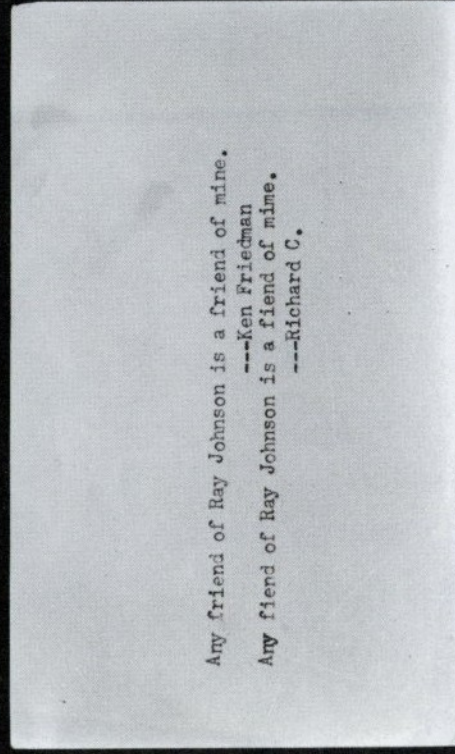 Any friend of Ray Johnson is a friend of mine.
---Ken Friedman
Any fiend of Ray Johnson is a fiend of mime.
---Richard C.